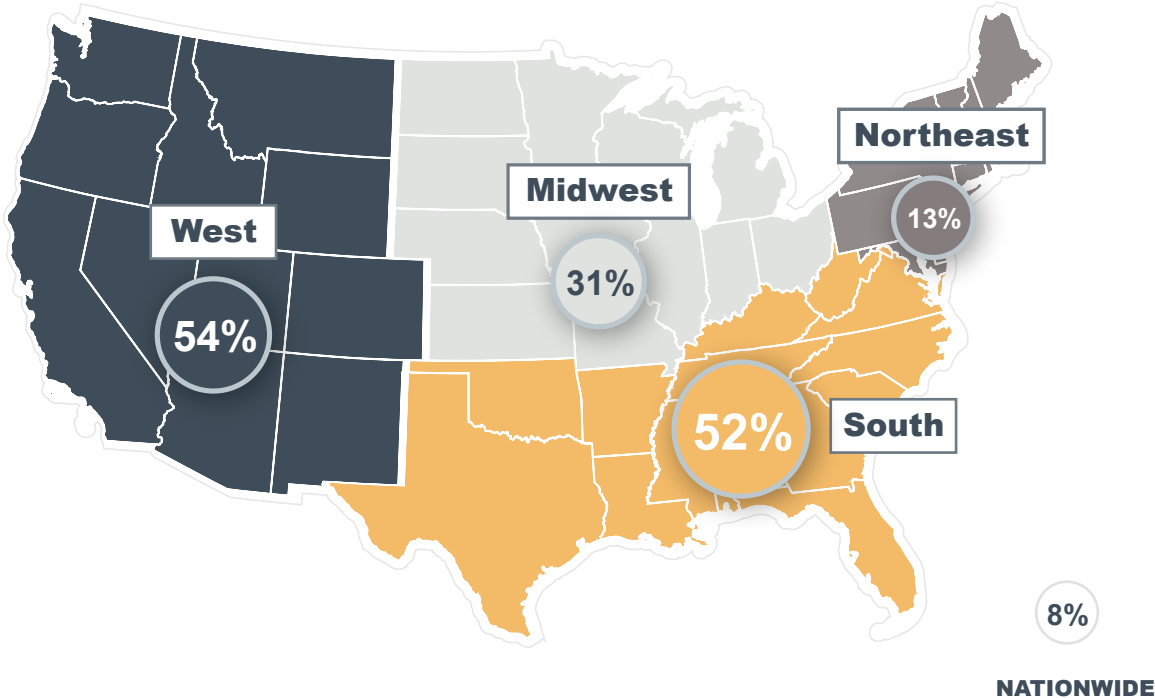 Northeast
13%
Midwest
31%
West
54%
52%
South
8%
NATIONWIDE